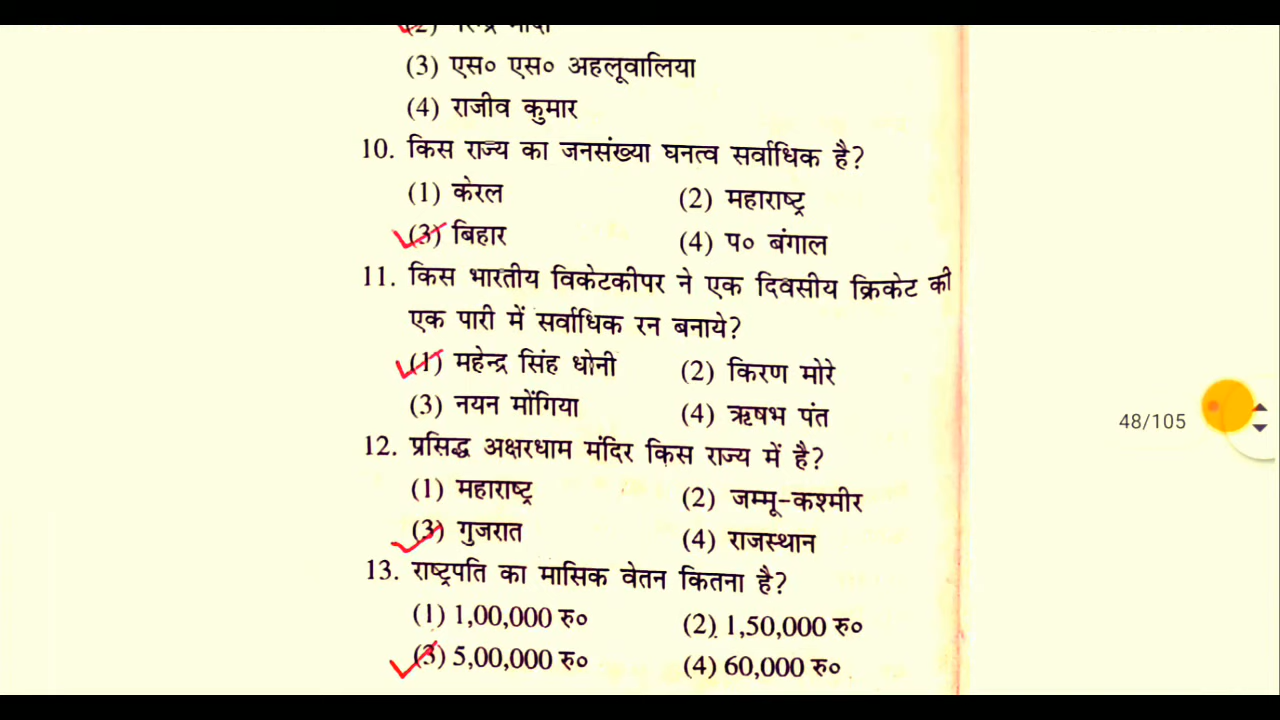 (3) एस० एस० अहलूवालिया
(4) राजीव कुमार
10. किस राज्य का जनसंख्या घनत्व सर्वाधिक है?
(1) केरल (2) महाराष्ट्र
(3) बिहार (4) प० बंगाल
11. किस भारतीय विकेटकीपर ने एक दिवसीय क्रिकेट की
एक पारी में सर्वाधिक रन बनाये?
(1) महेन्द्र सिंह धोनी (2) किरण मोरे
(3) नयन मोंगिया (4) ऋषभ पंत
48/105
12. प्रसिद्ध अक्षरधाम मंदिर किस राज्य में है?
(1) महाराष्ट्र (2) जम्मू-कश्मीर
(3) गुजरात (4) राजस्थान
13. राष्ट्रपति का मासिक वेतन कितना है?
(1) 1,00,000 रु० (2) 1,50,000 रु०
(3) 5,00,000 रु० (4) 60,000 रु०